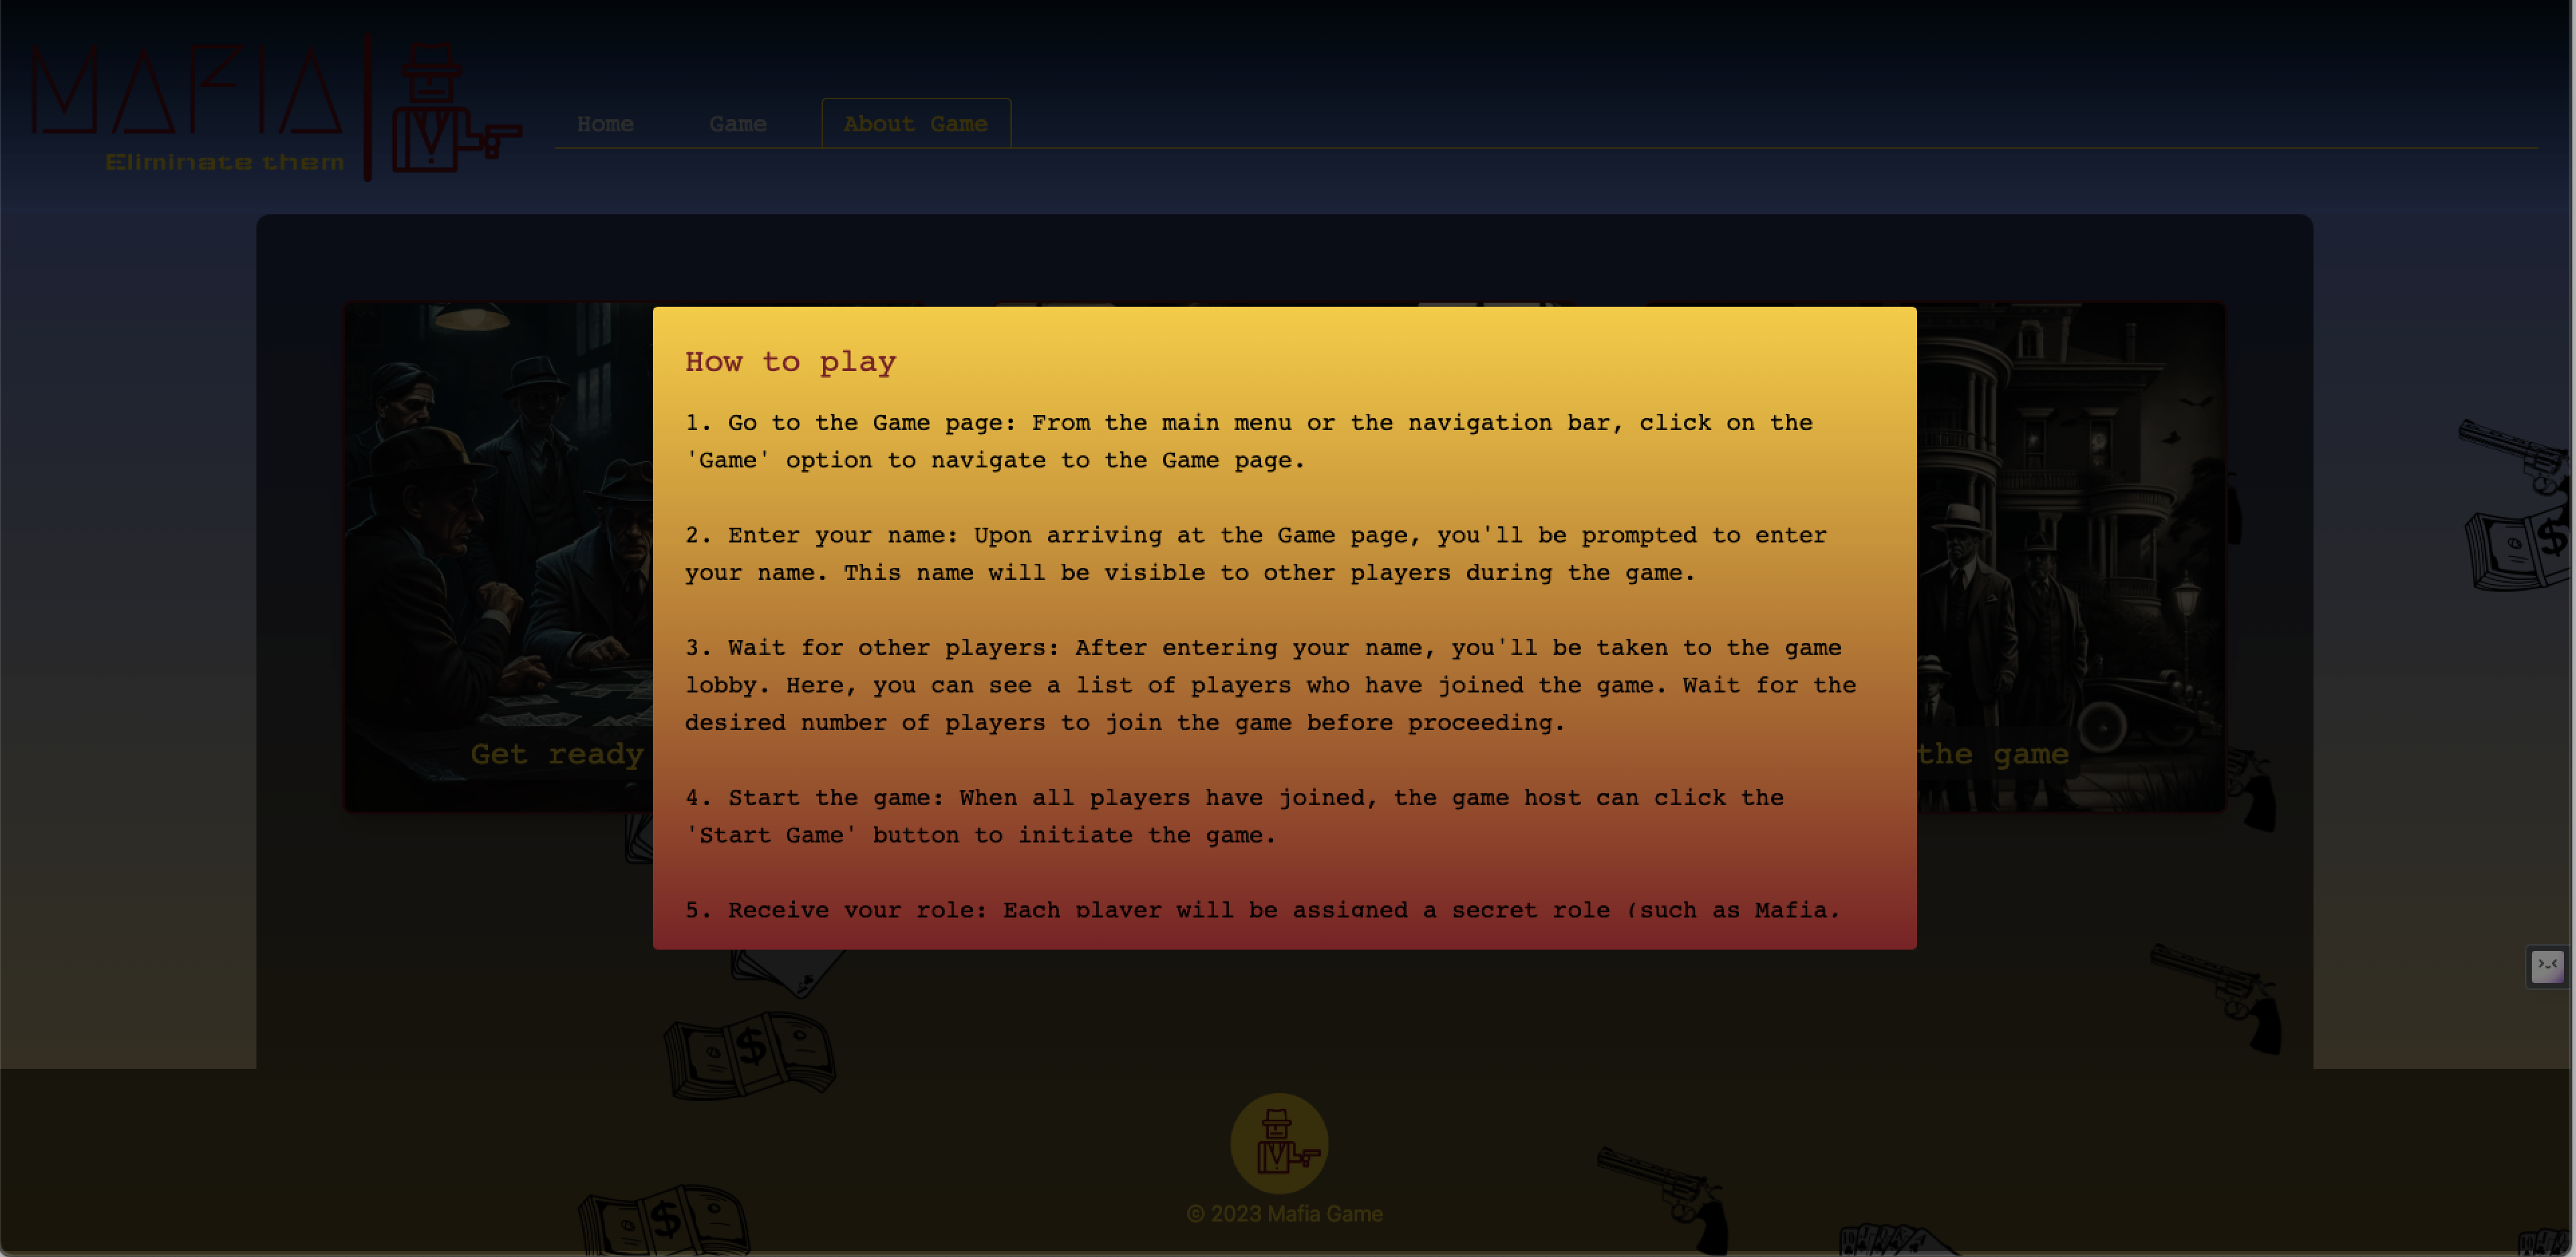 MAFIA
Eliminate them
Home
Game
About Game
How to play
1. Go to the Game page: From the main menu or the navigation bar, click on the
'Game' option to navigate to the Game page.
2. Enter your name: Upon arriving at the Game page, you'll be prompted to enter
your name. This name will be visible to other players during the game.
3. Wait for other players: After entering your name, you'll be taken to the game
lobby. Here, you can see a list of players who have joined the game. Wait for the
desired number of players to join the game before proceeding.
4. Start the game: When all players have joined, the game host can click the
'Start Game' button to initiate the game.
5. Receive your role: Each player will be assigned a secret role (such as Mafia,
Get ready
the game
© 2023 Mafia Game